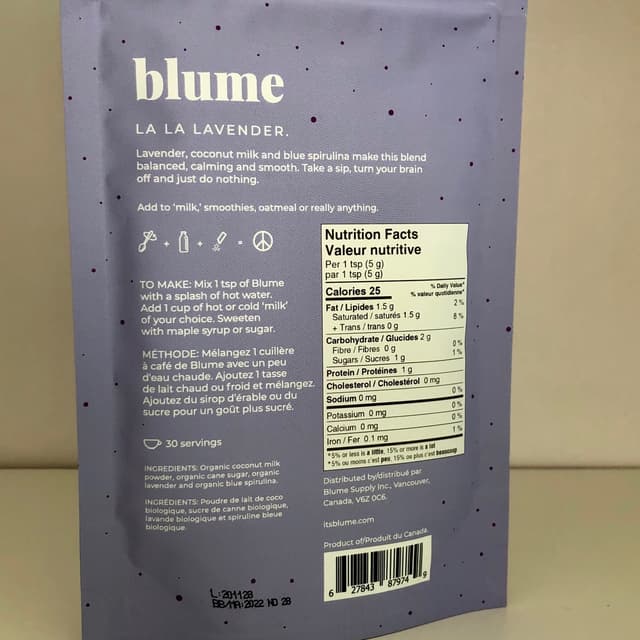 blume
LA LA LAVENDER.
Lavender, coconut milk and blue spirulina make this blend
balanced, calming and smooth. Take a sip, turn your brain
off and just do nothing.
Add to ‘milk,’ smoothies, oatmeal or really anything.
+ + =
TO MAKE: Mix 1 tsp of Blume
with a splash of hot water.
Add 1 cup of hot or cold ‘milk’
of your choice. Sweeten
with maple syrup or sugar.
MÉTHODE: Mélangez 1 cuillère
à café de Blume avec un peu
d'eau chaude. Ajoutez 1 tasse
de lait chaud ou froid et mélangez.
Ajoutez du sirop d'érable ou du
sucre pour un goût plus sucré.
30 servings
INGREDIENTS: Organic coconut milk
powder, organic cane sugar, organic
lavender and organic blue spirulina.
INGRÉDIENTS: Poudre de lait de coco
biologique, sucre de canne biologique,
lavande biologique et spiruline bleue
biologique.
L:201128
BB/MA:2022 NO 28
Nutrition Facts
Valeur nutritive
Per 1 tsp (5 g)
par 1 tsp (5 g)
Calories 25 % Daily Value*
% valeur quotidienne*
Fat / Lipides 1.5 g 2 %
Saturated / saturés 1.5 g 8 %
+ Trans / trans 0 g
Carbohydrate / Glucides 2 g
Fibre / Fibres 0 g 0 %
Sugars / Sucres 1 g 1 %
Protein / Protéines 1 g
Cholesterol / Cholestérol 0 mg
Sodium 0 mg 0 %
Potassium 0 mg 0 %
Calcium 0 mg 0 %
Iron / Fer 0.1 mg 1 %
*5% or less is a little, 15% or more is a lot
*5% ou moins c'est peu, 15% ou plus c'est beaucoup
Distributed by/distribué par
Blume Supply Inc., Vancouver,
Canada, V6Z 0C6.
itsblume.com
Product of/Produit du Canada.
6 27843 87974 9